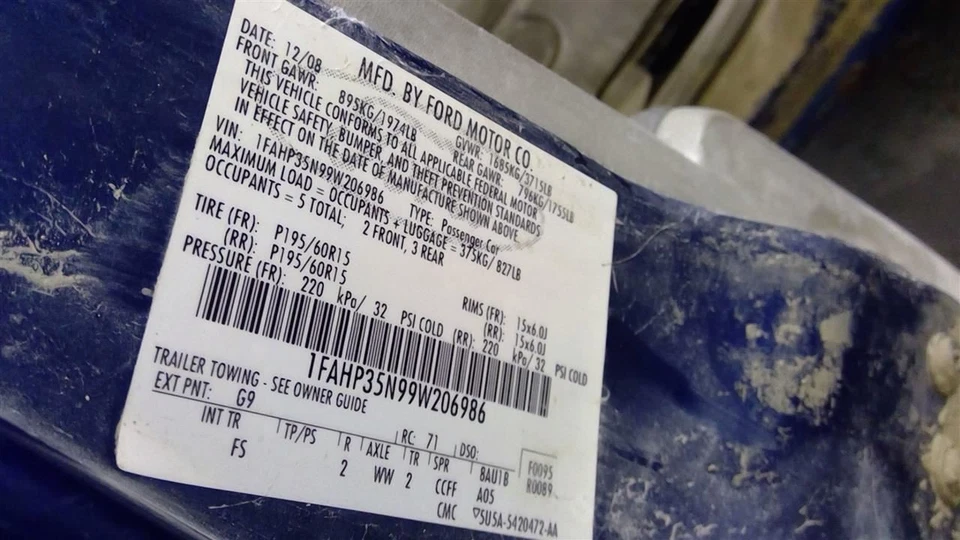 MFD. BY FORD MOTOR CO.
DATE: 12/08 GVWR: 1685KG/3715LB
FRONT GAWR: 895KG/1974LB REAR GAWR: 796KG/1755LB
THIS VEHICLE CONFORMS TO ALL APPLICABLE FEDERAL MOTOR
VEHICLE SAFETY, BUMPER, AND THEFT PREVENTION STANDARDS
IN EFFECT ON THE DATE OF MANUFACTURE SHOWN ABOVE
VIN: 1FAHP35N99W206986 TYPE: Passenger Car
MAXIMUM LOAD = OCCUPANTS + LUGGAGE = 375KG/ 827LB
OCCUPANTS = 5 TOTAL; 2 FRONT, 3 REAR
TIRE (FR): P195/60R15 RIMS (FR): 15x6.0J
(RR): P195/60R15 (RR): 15x6.0J
PRESSURE (FR): 220 kPa/ 32 PSI COLD (RR): 220 kPa/ 32 PSI COLD
1FAHP35N99W206986
TRAILER TOWING - SEE OWNER GUIDE
EXT PNT: G9 RC: 71 DSO: F0095
INT TR TP/PS R AXLE TR SPR BAU1B R0089
FS 2 WW 2 CCFF A05
CMC 5U5A-5420472-AA